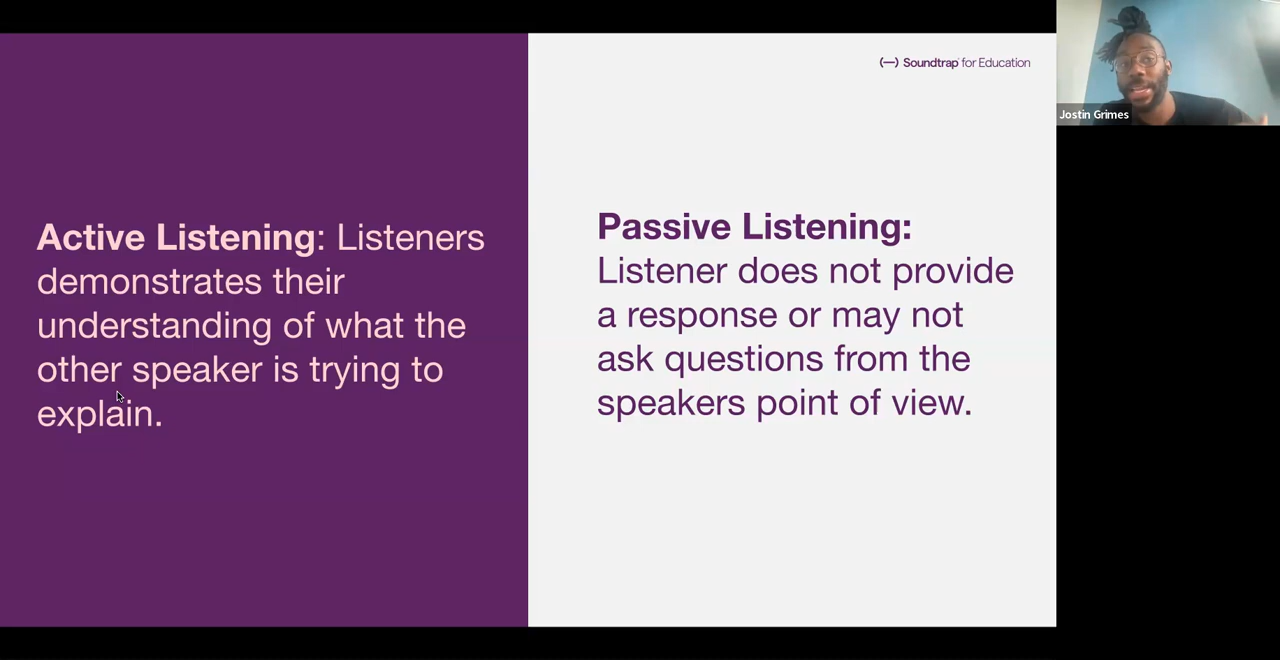 Active Listening: Listeners
demonstrates their
understanding of what the
other speaker is trying to
explain.
(—) Soundtrap for Education
Passive Listening:
Listener does not provide
a response or may not
ask questions from the
speakers point of view.
Jostin Grimes